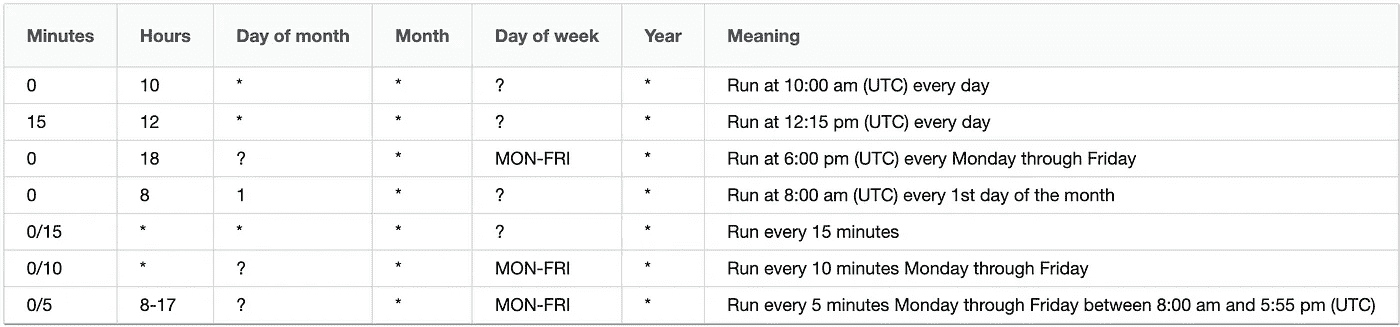 Minutes Hours Day of month Month Day of week Year Meaning
0 10 * * ? * Run at 10:00 am (UTC) every day
15 12 * * ? * Run at 12:15 pm (UTC) every day
0 18 ? * MON-FRI * Run at 6:00 pm (UTC) every Monday through Friday
0 8 1 * ? * Run at 8:00 am (UTC) every 1st day of the month
0/15 * * * ? * Run every 15 minutes
0/10 * ? * MON-FRI * Run every 10 minutes Monday through Friday
0/5 8-17 ? * MON-FRI * Run every 5 minutes Monday through Friday between 8:00 am and 5:55 pm (UTC)